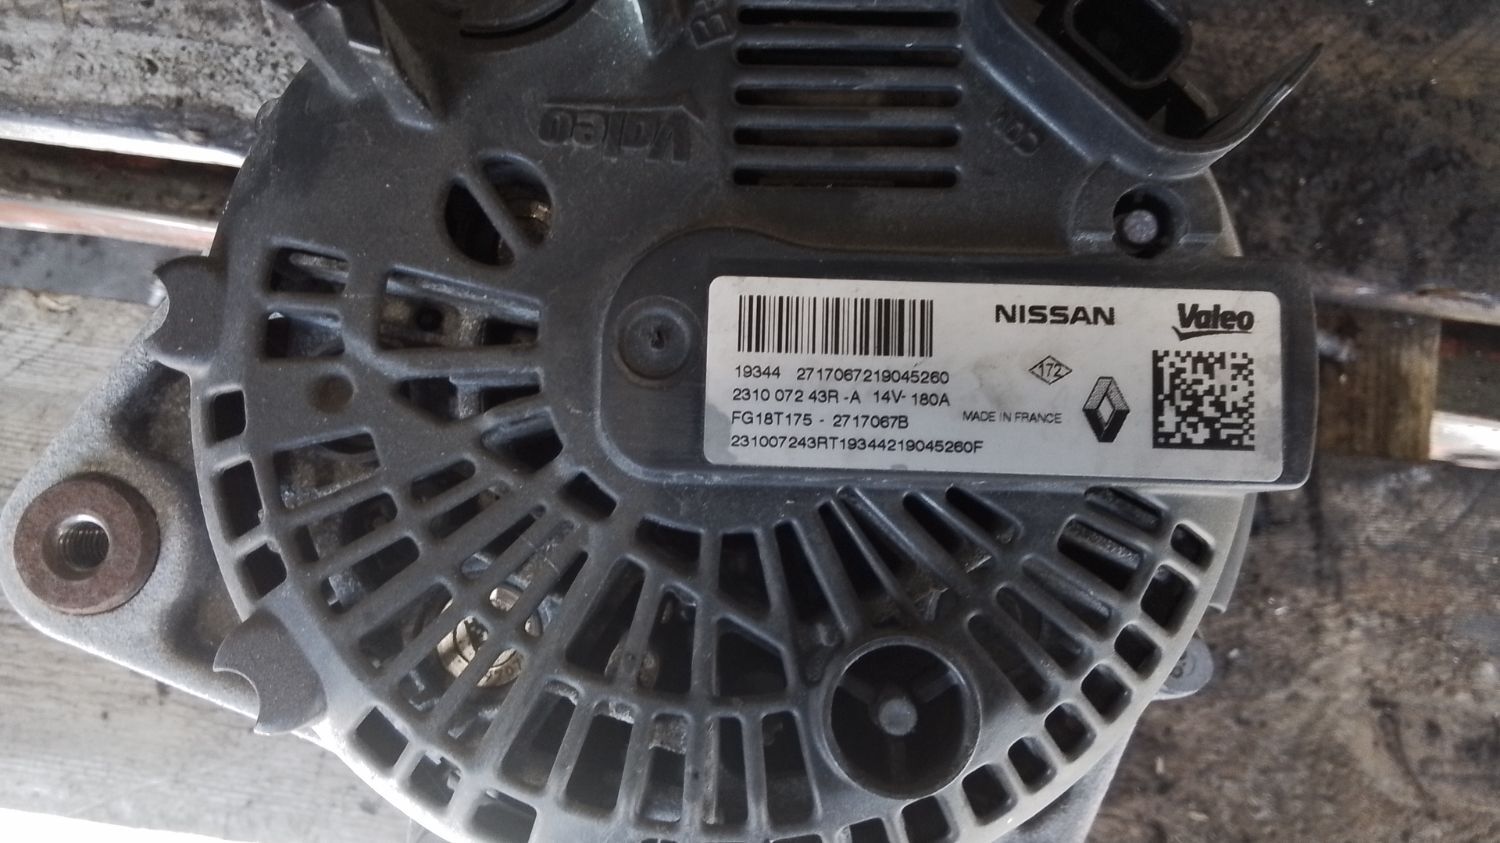 B+
Valeo
NISSAN Valeo
19344 2717067219045260
172
2310 072 43R -A 14V- 180A
FG18T175 - 2717067B MADE IN FRANCE
231007243RT19344219045260F